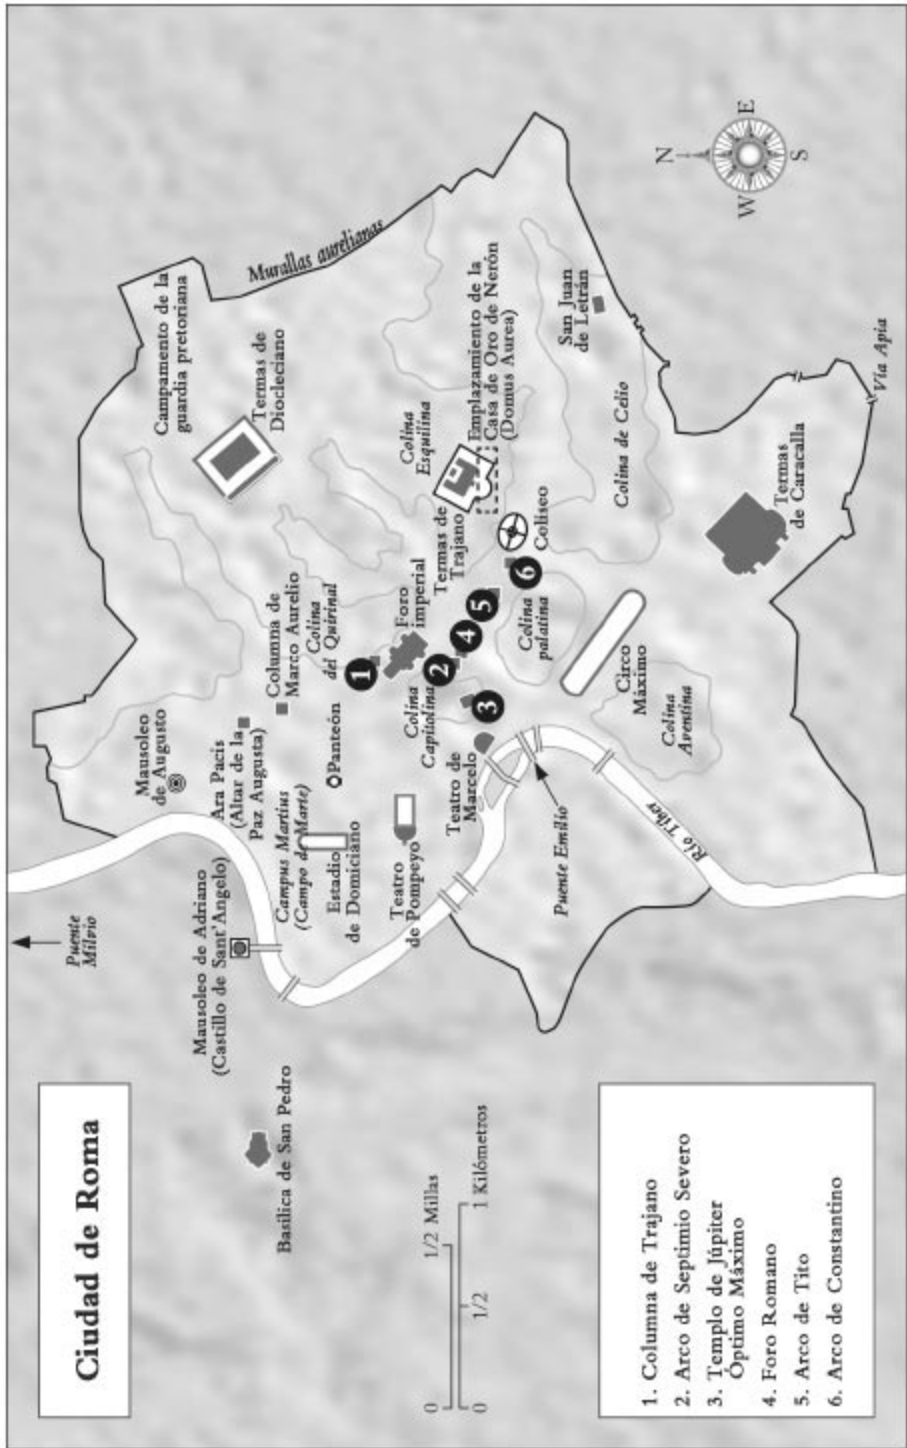 Ciudad de Roma
Puente
Milvio
Mausoleo
de Augusto
Campamento de la
guardia pretoriana
Murallas aurelianas
Termas de
Diocleciano
Mausoleo de Adriano
(Castillo de Sant'Angelo)
Ara Pacis
(Altar de la
Paz Augusta)
Columna de
Marco Aurelio
Basílica de San Pedro
Campus Martius
(Campo de Marte)
Colina
del Quirinal
Estadio
de Domiciano
Panteón
1
Foro
imperial
Colina
Esquilina
Teatro
de Pompeyo
Colina
Capitolina
2
4
Termas de
Trajano
Emplazamiento de la
Casa de Oro de Nerón
(Domus Aurea)
Teatro de
Marcelo
3
5
6
Coliseo
Colina
palatina
San Juan
de Letrán
Puente Emilio
Colina de Celio
Circo
Máximo
Colina
Aventina
Río Tíber
Termas
de Caracalla
Vía Apia
N
W
E
S
0
1/2 Millas
0
1/2
1 Kilómetros
1. Columna de Trajano
2. Arco de Septimio Severo
3. Templo de Júpiter
Óptimo Máximo
4. Foro Romano
5. Arco de Tito
6. Arco de Constantino